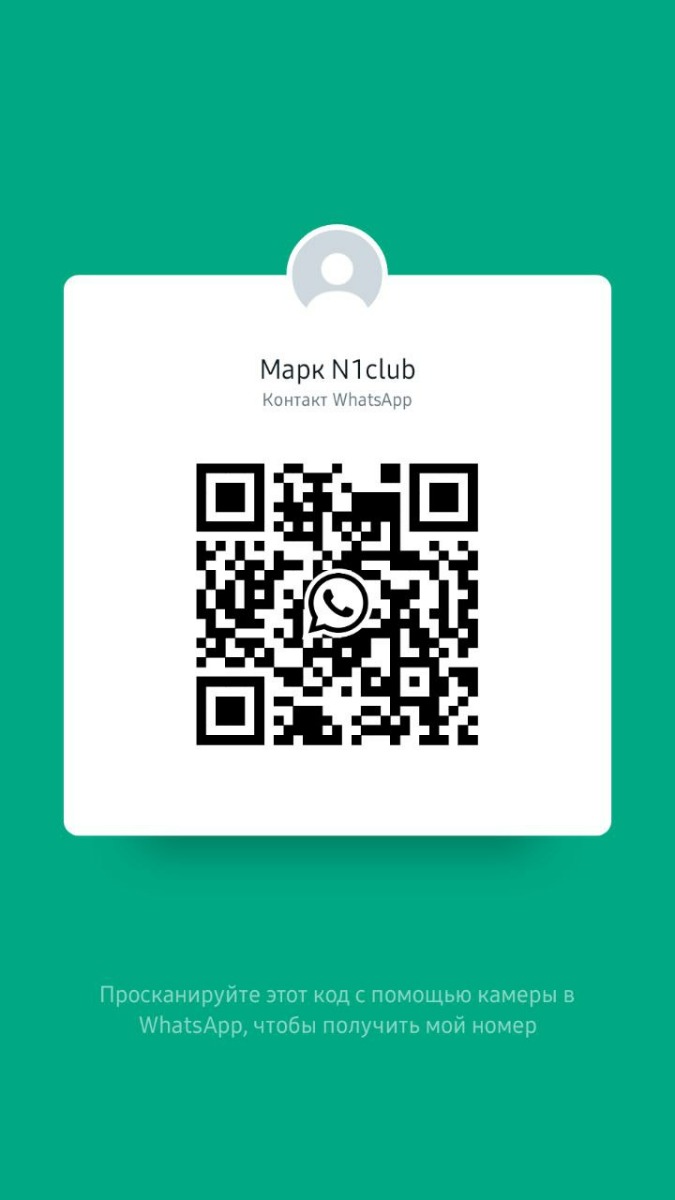 Марк N1club
Контакт WhatsApp
Просканируйте этот код с помощью камеры в
WhatsApp, чтобы получить мой номер